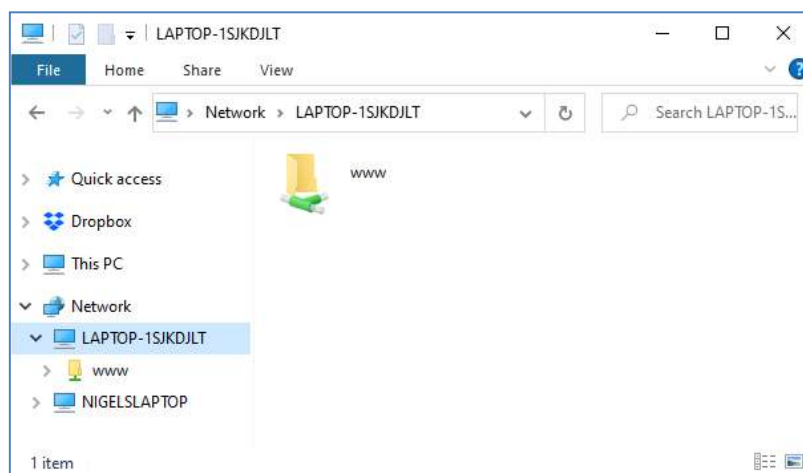 LAPTOP-1SJKDJLT
File Home Share View ?
Network LAPTOP-1SJKDJLT Search LAPTOP-1S...
Quick access
www
Dropbox
This PC
Network
LAPTOP-1SJKDJLT
www
NIGELSLAPTOP
1 item